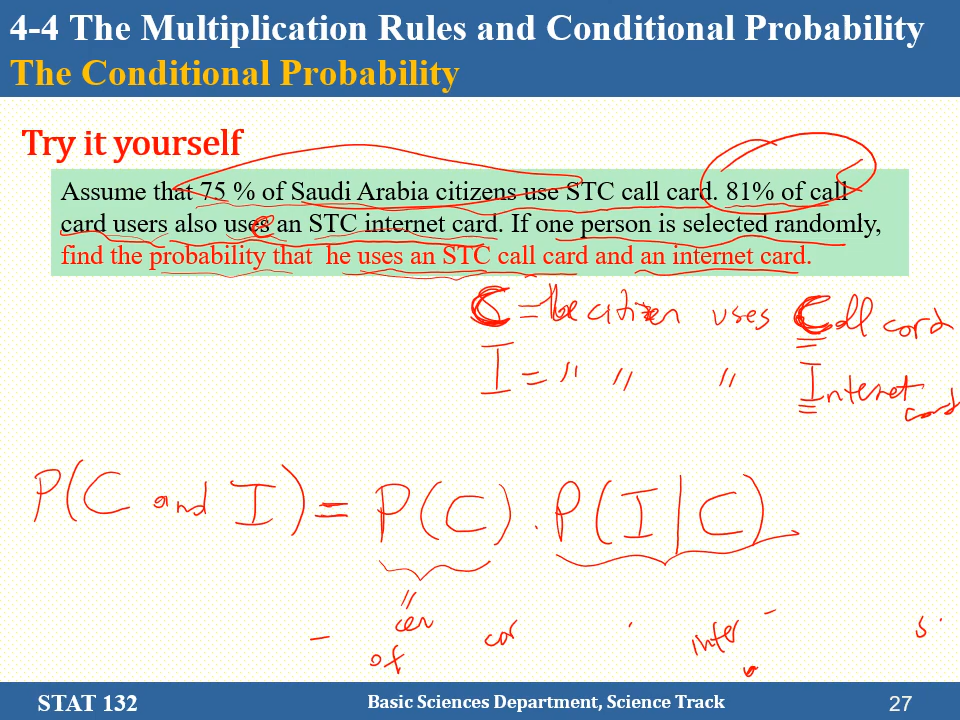 4-4 The Multiplication Rules and Conditional Probability
The Conditional Probability
Try it yourself
Assume that 75 % of Saudi Arabia citizens use STC call card. 81% of call
card users also uses an STC internet card. If one person is selected randomly,
find the probability that he uses an STC call card and an internet card.
C = the citizen uses Call card
I = " " " Internet
card
P(C and I) = P(C) . P(I|C)
"
of
STAT 132
Basic Sciences Department, Science Track
27